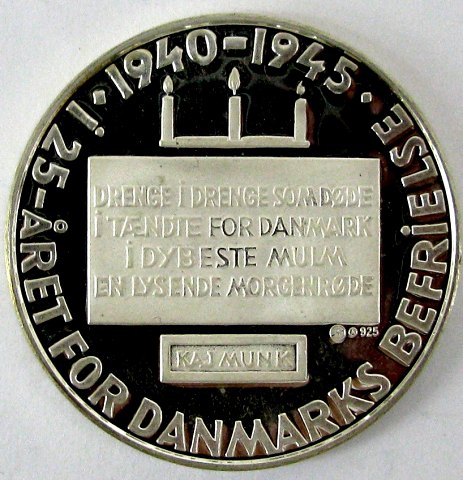 · 1940-1945 ·
I 25-ÅRET FOR DANMARKS BEFRIELSE
DRENGE I DRENGE SOM DØDE
I TÆNDTE FOR DANMARK
I DYBESTE MULM
EN LYSENDE MORGENRØDE
925
KAJ MUNK